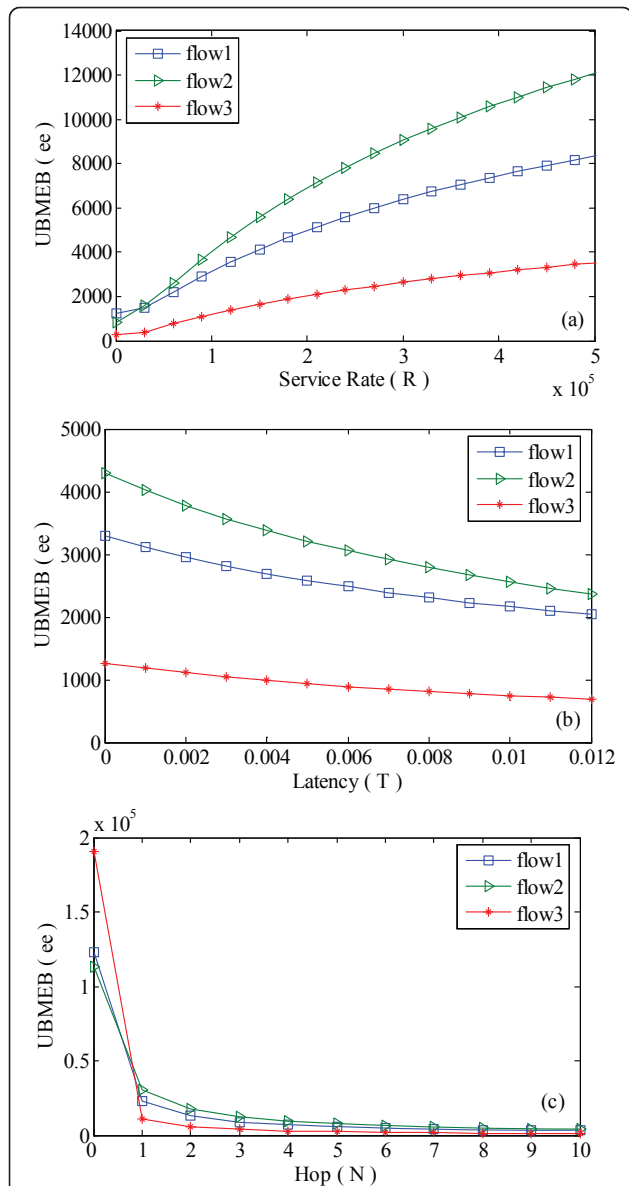 14000
12000
10000
8000
6000
4000
2000
0
UBMEB ( ee )
flow1
flow2
flow3
(a)
0 1 2 3 4 5
Service Rate ( R )
x 10^5
5000
4000
3000
2000
1000
0
UBMEB ( ee )
flow1
flow2
flow3
(b)
0 0.002 0.004 0.006 0.008 0.01 0.012
Latency ( T )
x 10^5
2
1.5
1
0.5
0
UBMEB ( ee )
flow1
flow2
flow3
(c)
0 1 2 3 4 5 6 7 8 9 10
Hop ( N )